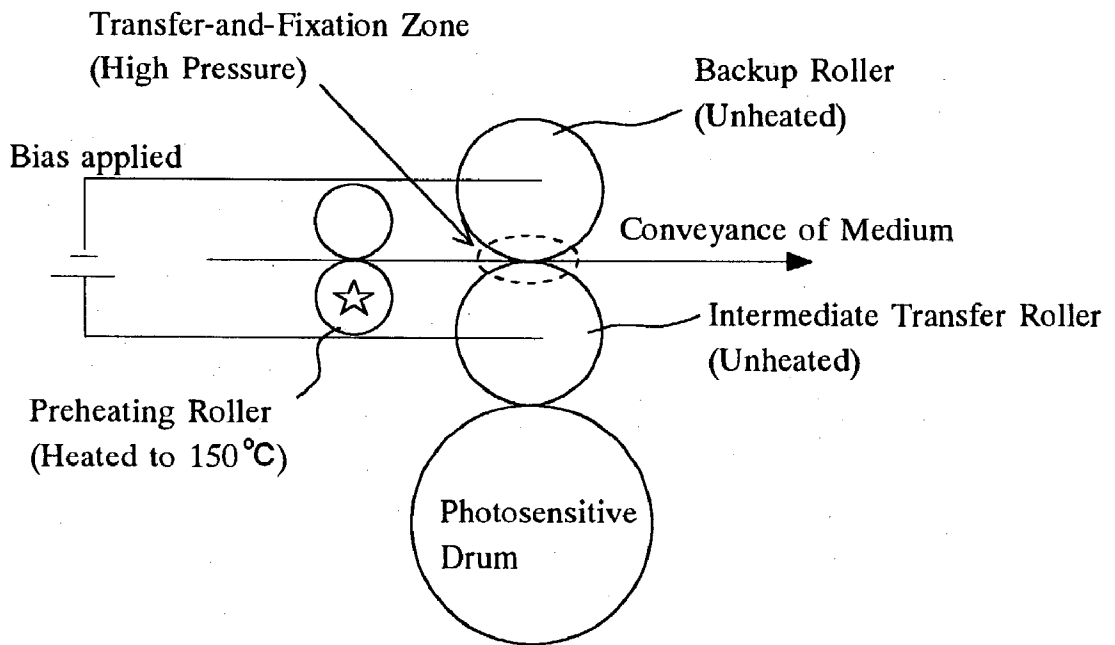 Transfer-and-Fixation Zone
(High Pressure)
Backup Roller
(Unheated)
Bias applied
Conveyance of Medium
Intermediate Transfer Roller
(Unheated)
Preheating Roller
(Heated to 150°C)
Photosensitive
Drum